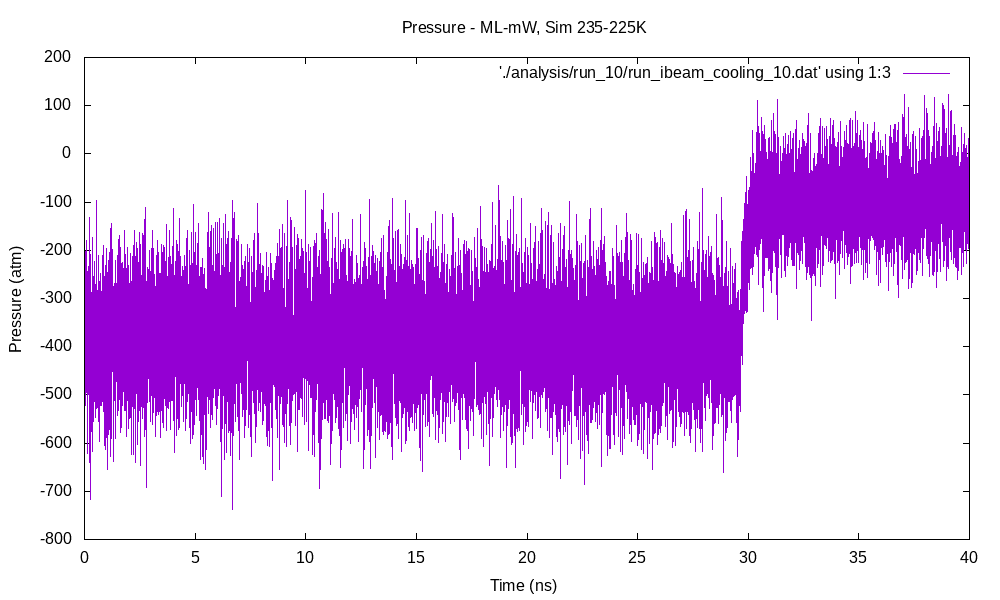 Pressure - ML-mW, Sim 235-225K
'./analysis/run_10/run_ibeam_cooling_10.dat' using 1:3
200
100
0
-100
-200
-300
-400
-500
-600
-700
-800
Pressure (atm)
0 5 10 15 20 25 30 35 40
Time (ns)